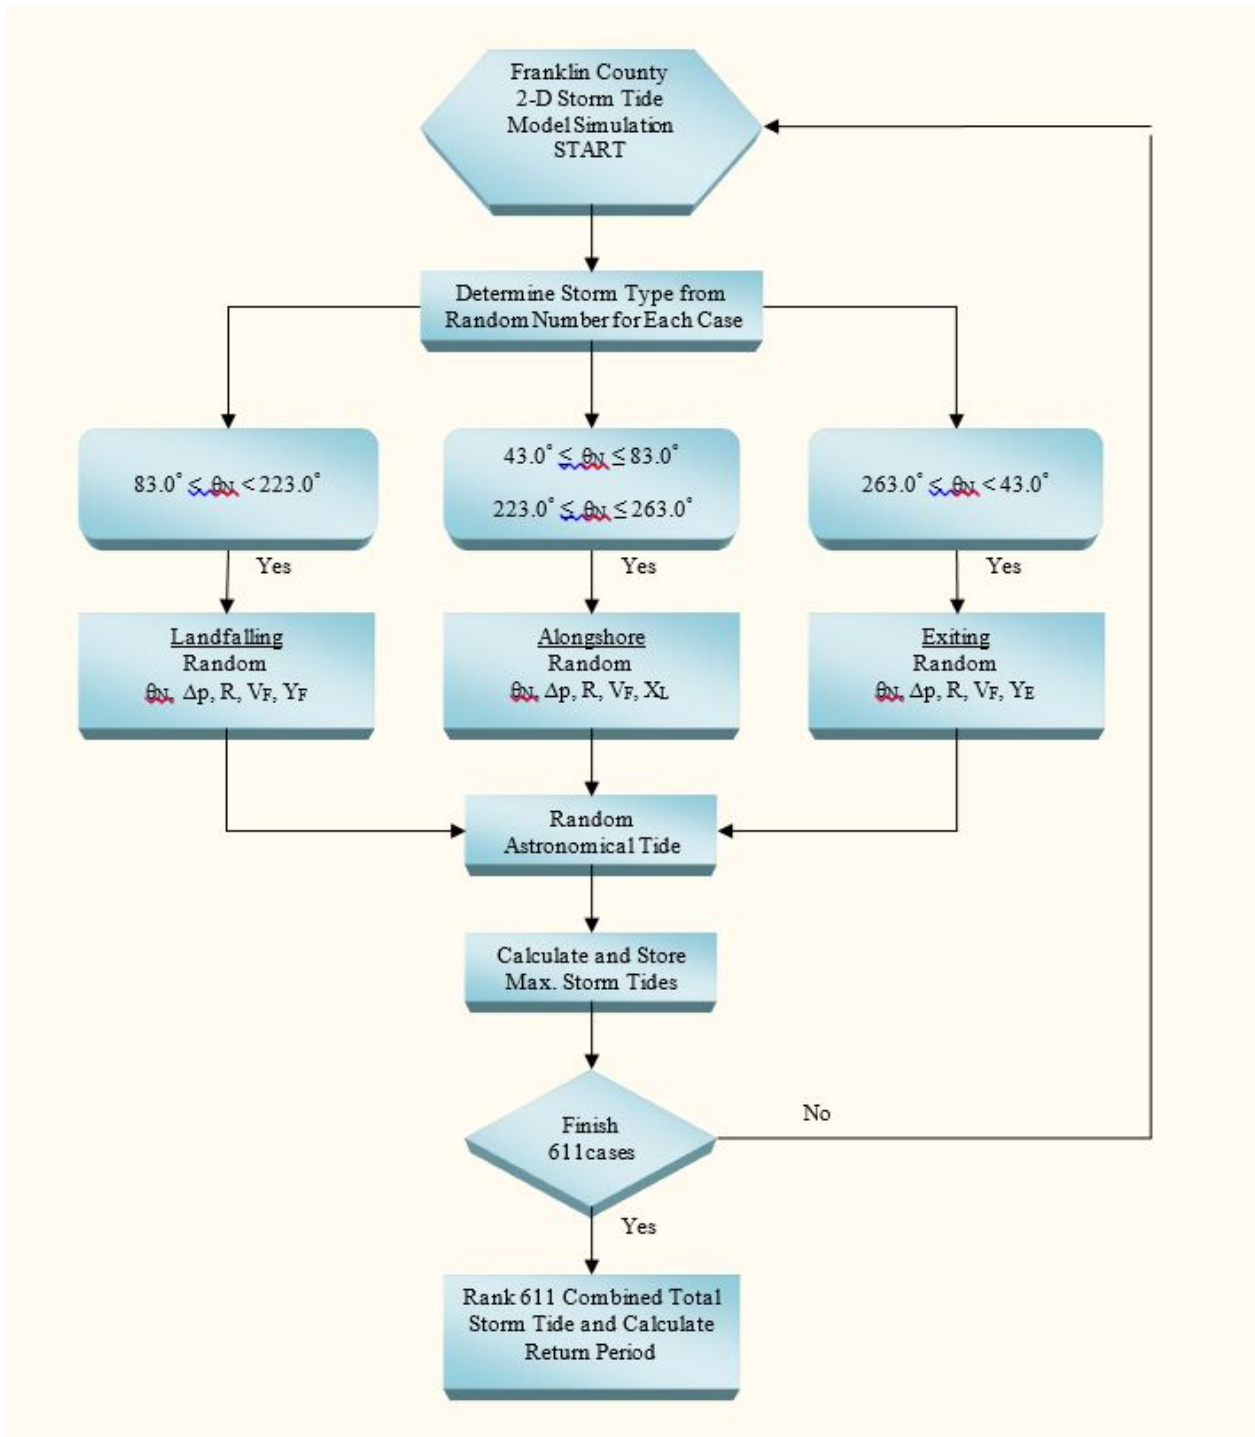 Franklin County
2-D Storm Tide
Model Simulation
START
Determine Storm Type from
Random Number for Each Case
83.0° ≤ θN < 223.0°
43.0° ≤ θN ≤ 83.0°
223.0° ≤ θN ≤ 263.0°
263.0° ≤ θN < 43.0°
Yes
Yes
Yes
Landfalling
Random
θN, Δp, R, VF, YF
Alongshore
Random
θN, Δp, R, VF, XL
Exiting
Random
θN, Δp, R, VF, YE
Random
Astronomical Tide
Calculate and Store
Max. Storm Tides
Finish
611cases
No
Yes
Rank 611 Combined Total
Storm Tide and Calculate
Return Period